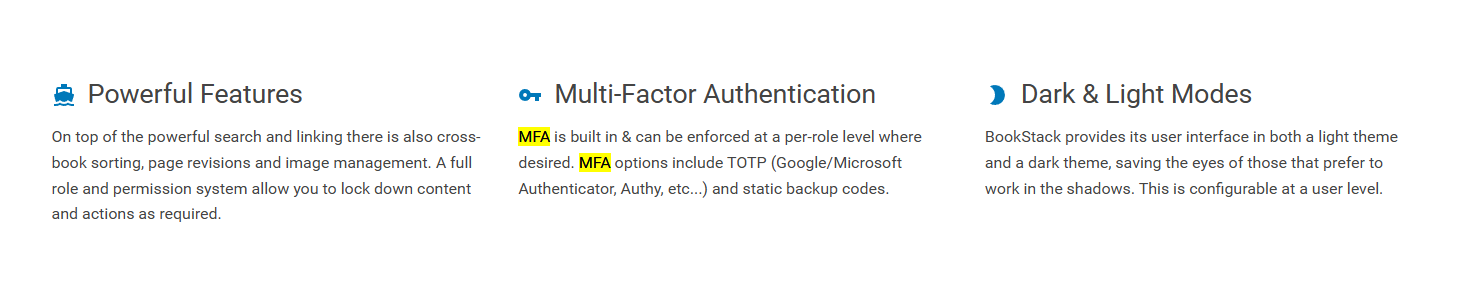 Powerful Features
On top of the powerful search and linking there is also cross-
book sorting, page revisions and image management. A full
role and permission system allow you to lock down content
and actions as required.
Multi-Factor Authentication
MFA is built in & can be enforced at a per-role level where
desired. MFA options include TOTP (Google/Microsoft
Authenticator, Authy, etc...) and static backup codes.
Dark & Light Modes
BookStack provides its user interface in both a light theme
and a dark theme, saving the eyes of those that prefer to
work in the shadows. This is configurable at a user level.